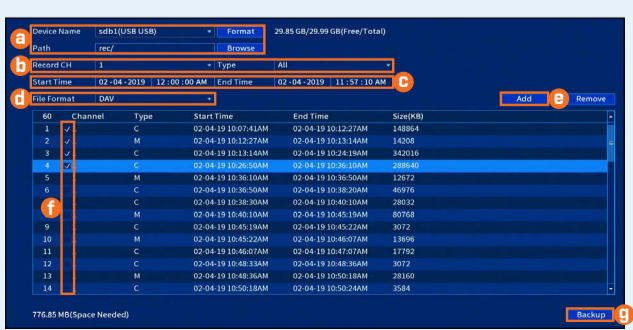 a Device Name sdb1(USB USB) Format 29.85 GB/29.99 GB(Free/Total)
Path rec/ Browse
b Record CH 1 Type All
Start Time 02-04-2019 12:00:00 AM End Time 02-04-2019 11:57:10 AM c
d File Format DAV Add e Remove
60 Channel Type Start Time End Time Size(KB)
1 C 02-04-19 10:07:41AM 02-04-19 10:12:27AM 148864
2 M 02-04-19 10:12:27AM 02-04-19 10:13:14AM 14208
3 C 02-04-19 10:13:14AM 02-04-19 10:24:19AM 342016
4 C 02-04-19 10:26:50AM 02-04-19 10:36:10AM 288640
5 M 02-04-19 10:36:10AM 02-04-19 10:36:50AM 12672
6 C 02-04-19 10:36:50AM 02-04-19 10:38:20AM 46976
f C 02-04-19 10:38:30AM 02-04-19 10:40:10AM 28032
M 02-04-19 10:40:10AM 02-04-19 10:45:19AM 80768
9 C 02-04-19 10:45:19AM 02-04-19 10:45:22AM 3072
10 M 02-04-19 10:45:22AM 02-04-19 10:46:07AM 13696
11 C 02-04-19 10:46:07AM 02-04-19 10:47:07AM 17792
12 C 02-04-19 10:48:33AM 02-04-19 10:48:36AM 3072
13 M 02-04-19 10:48:36AM 02-04-19 10:50:18AM 28160
14 C 02-04-19 10:50:18AM 02-04-19 10:50:24AM 3584
776.85 MB(Space Needed) Backup g